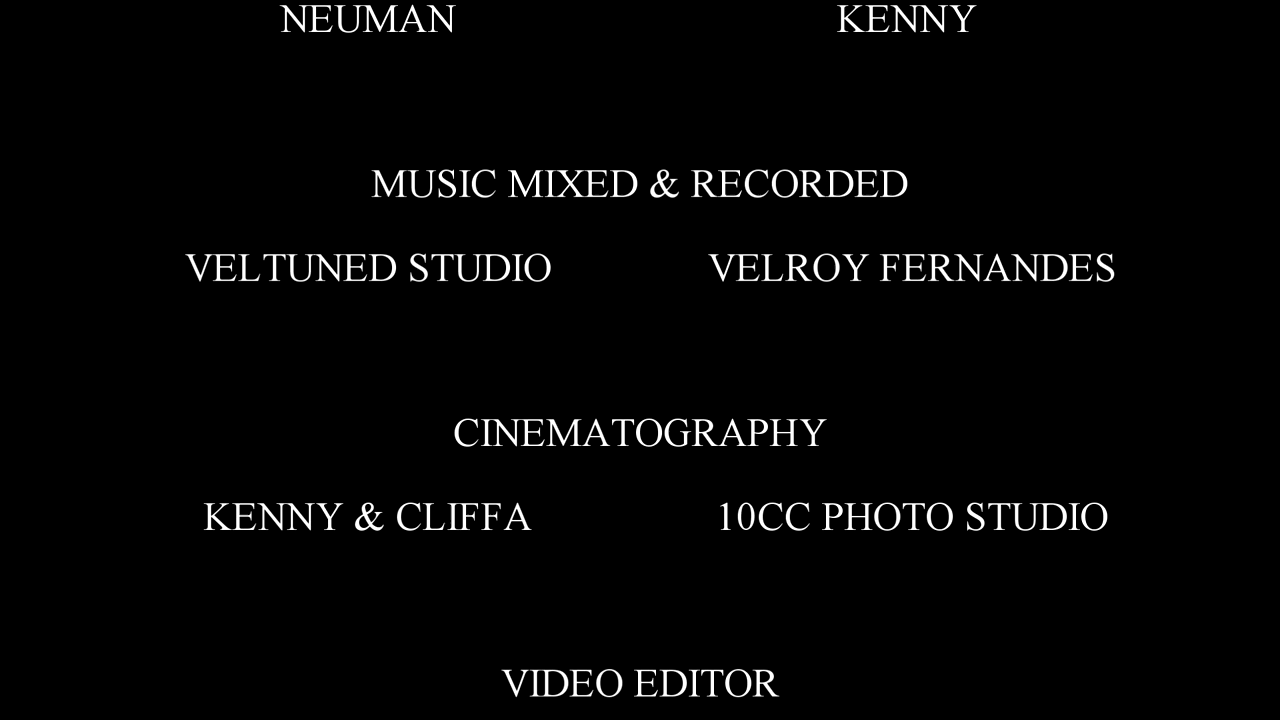 NEUMAN KENNY
MUSIC MIXED & RECORDED
VELTUNED STUDIO VELROY FERNANDES
CINEMATOGRAPHY
KENNY & CLIFFA 10CC PHOTO STUDIO
VIDEO EDITOR